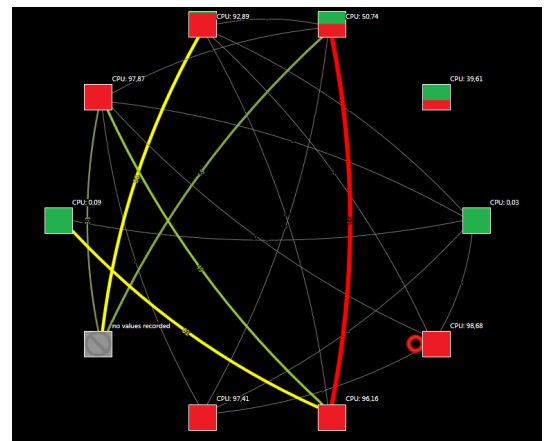 CPU: 92,89
CPU: 50,74
CPU: 97,87
CPU: 39,61
CPU: 0,09
CPU: 0,03
no values recorded
CPU: 98,68
CPU: 97,41
CPU: 96,16